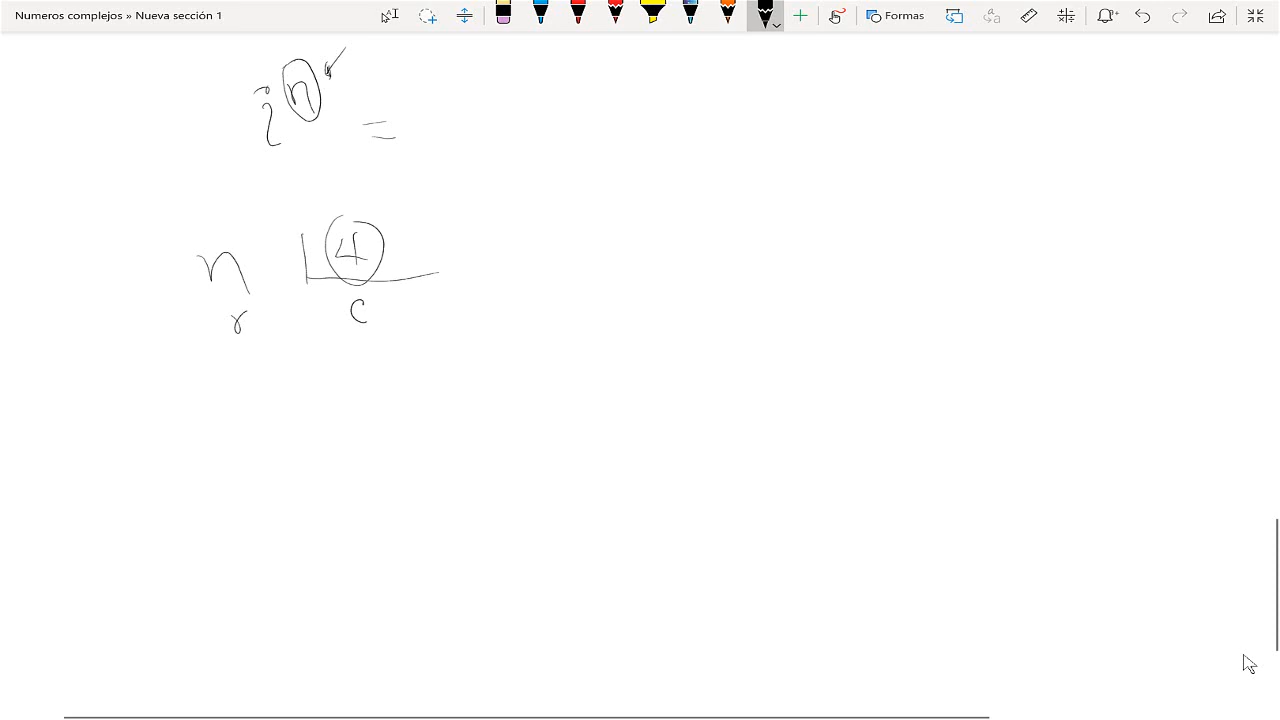 Numeros complejos » Nueva sección 1
Formas
i^n =
n 4
r c